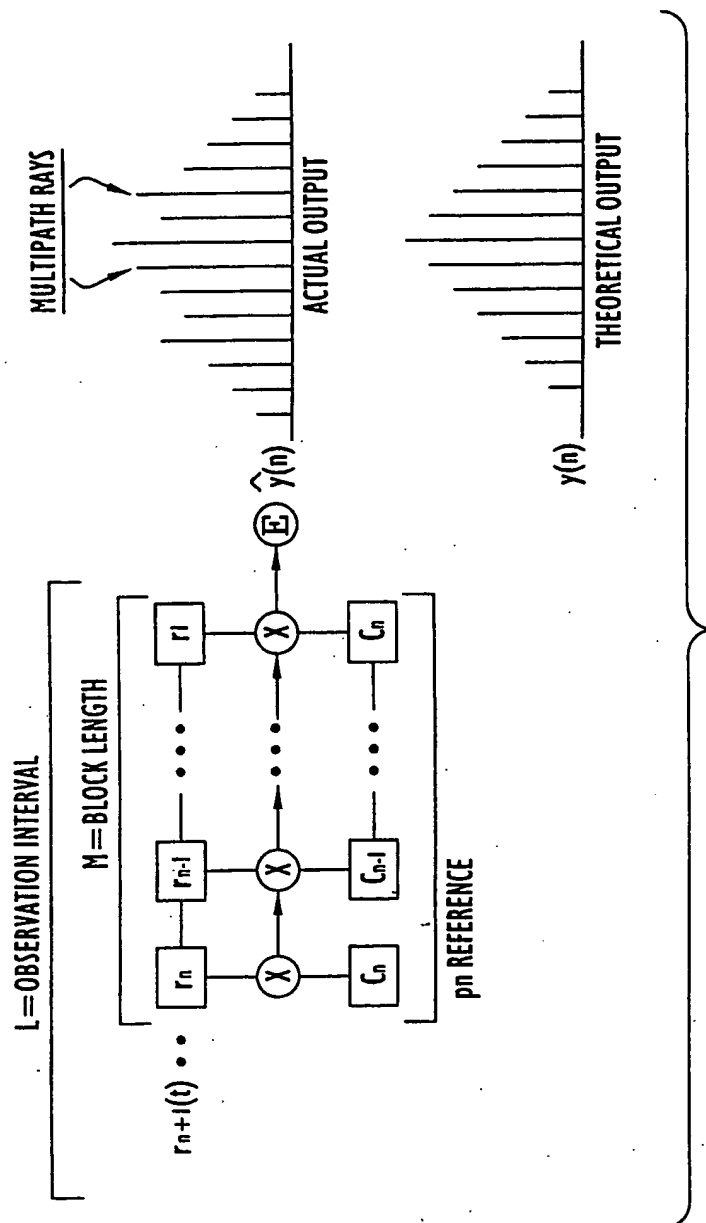 L=OBSERVATION INTERVAL
M=BLOCK LENGTH
rn+1(t) •• rn rn-1 ••• r1
X X ••• X E ŷ(n)
Cn Cn-1 ••• Cn
pn REFERENCE
MULTIPATH RAYS
ACTUAL OUTPUT
y(n)
THEORETICAL OUTPUT